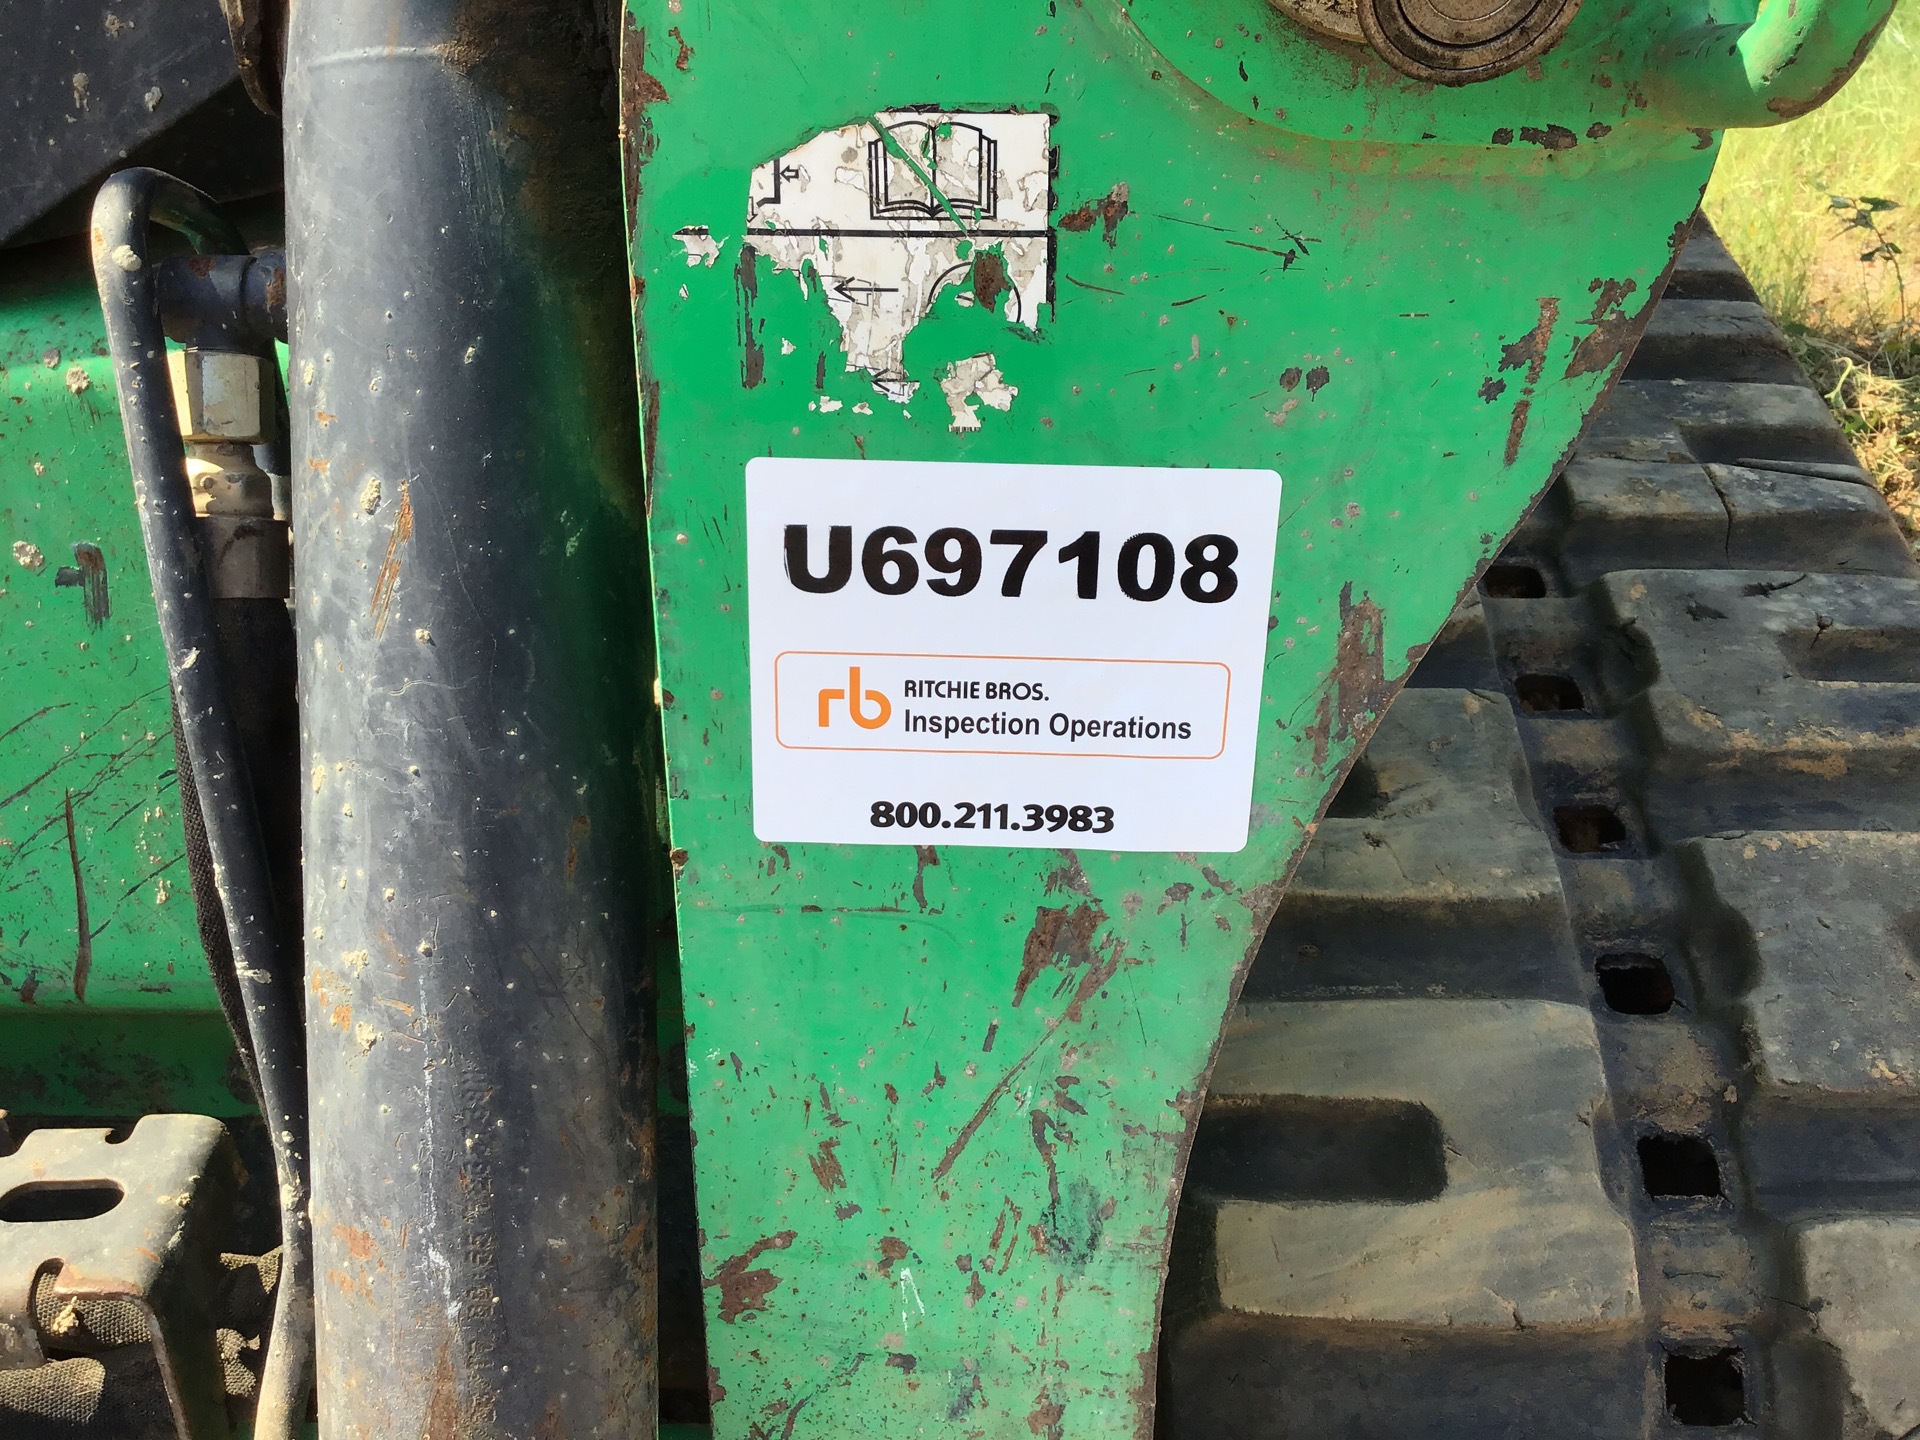 U697108
rb RITCHIE BROS.
Inspection Operations
800.211.3983